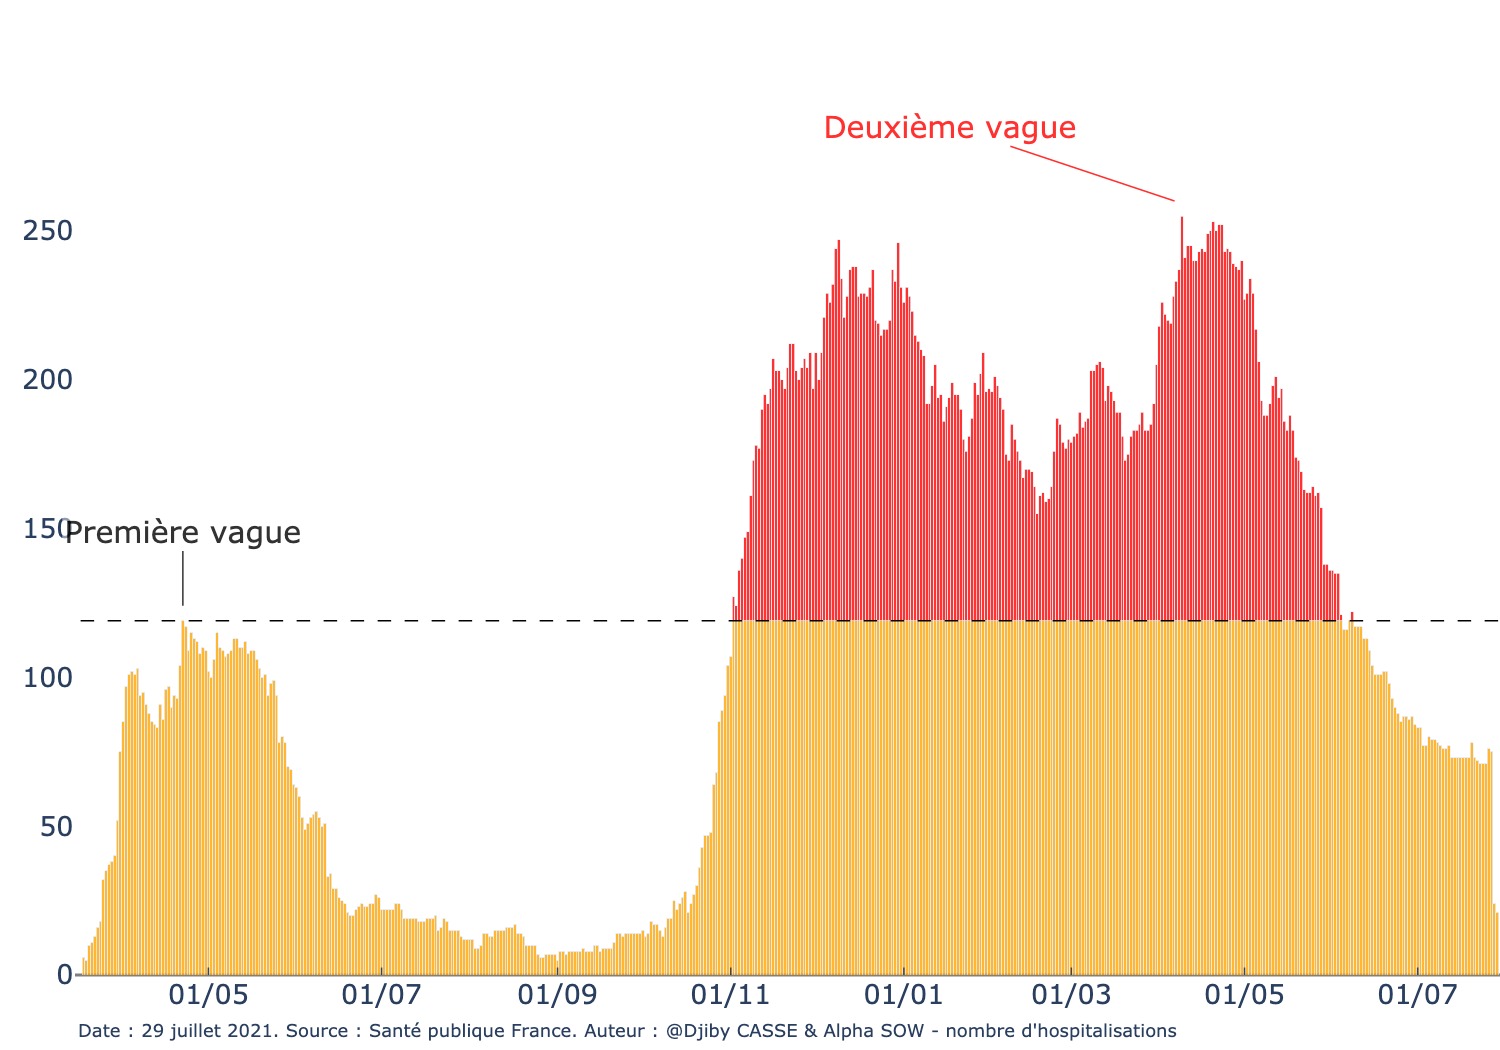 Deuxième vague
250
200
150
Première vague
100
50
0
01/05 01/07 01/09 01/11 01/01 01/03 01/05 01/07
Date : 29 juillet 2021. Source : Santé publique France. Auteur : @Djiby CASSE & Alpha SOW - nombre d'hospitalisations